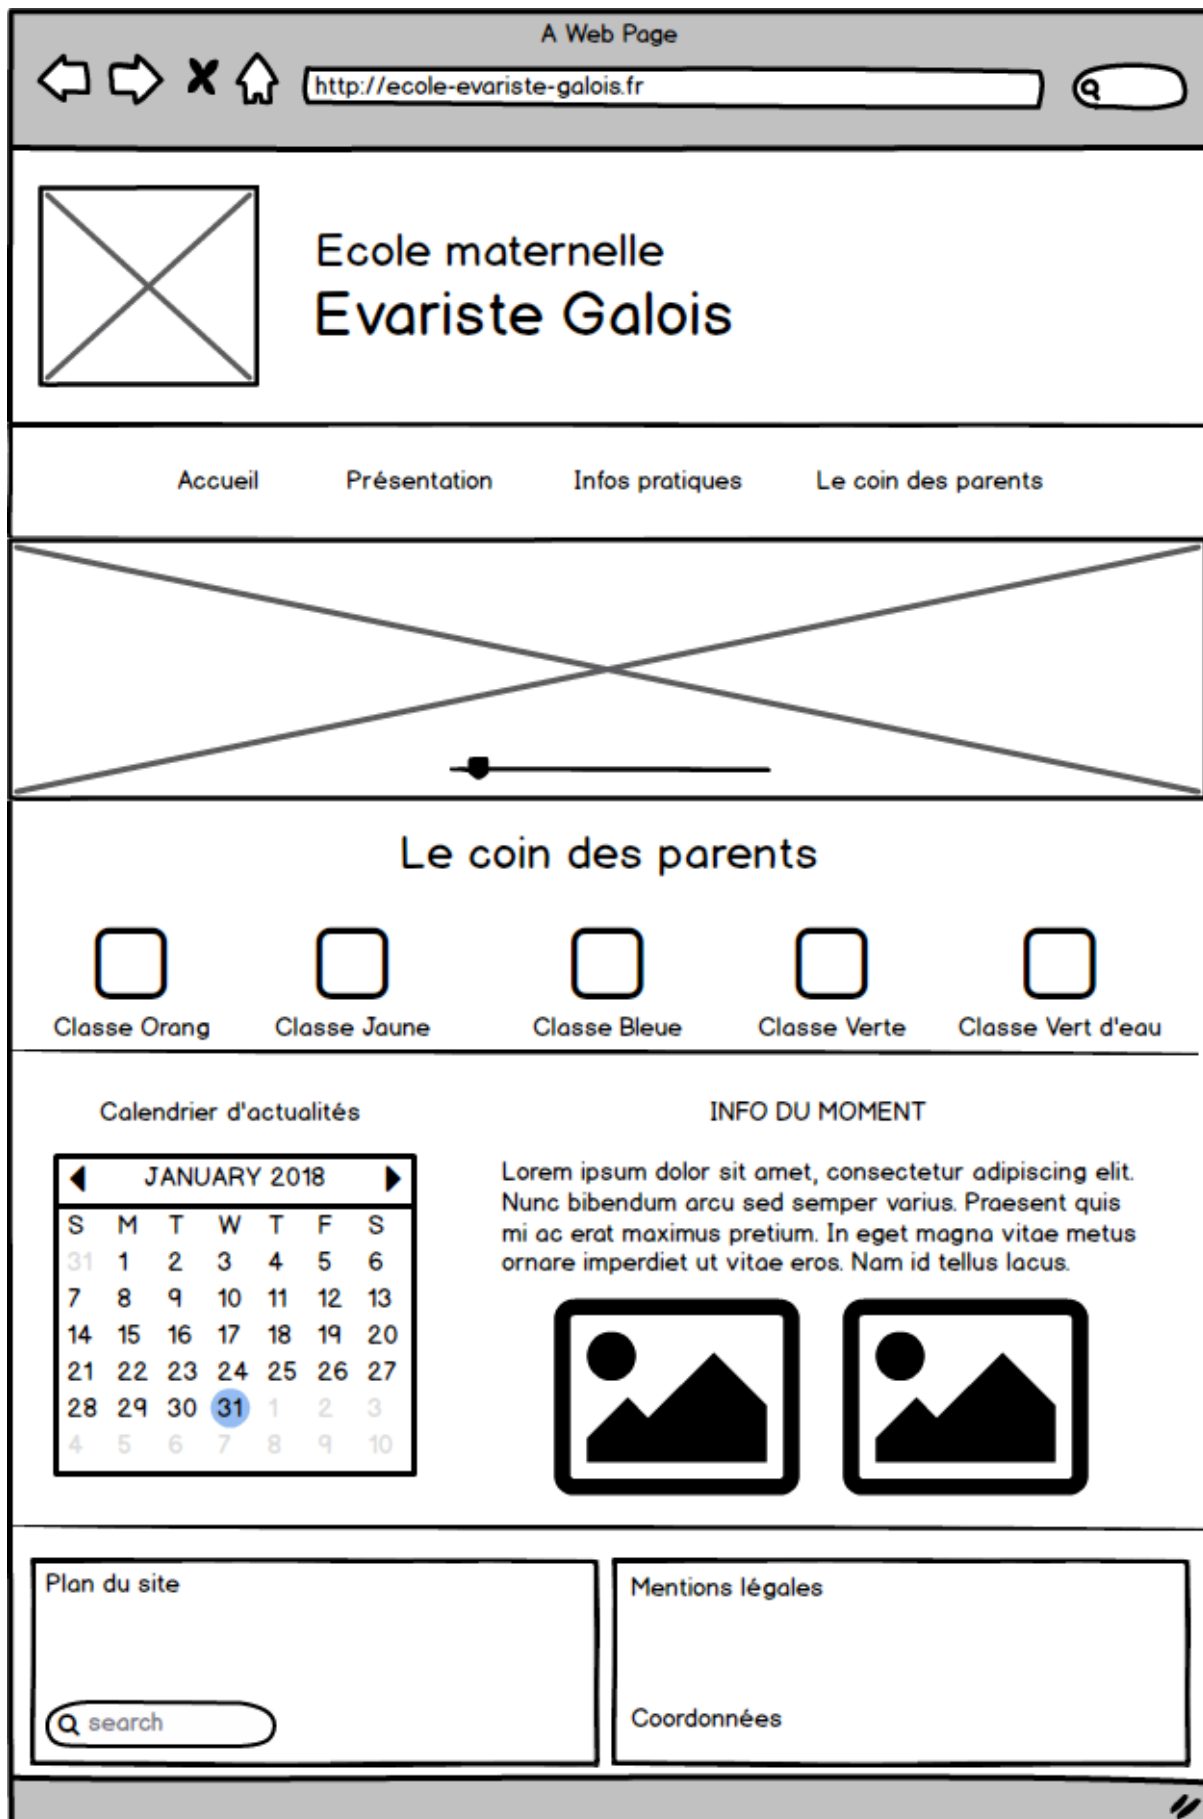 A Web Page
http://ecole-evariste-galois.fr
Ecole maternelle
Evariste Galois
Accueil Présentation Infos pratiques Le coin des parents
Le coin des parents
Classe Orang Classe Jaune Classe Bleue Classe Verte Classe Vert d'eau
Calendrier d'actualités
JANUARY 2018
S M T W T F S
31 1 2 3 4 5 6
7 8 9 10 11 12 13
14 15 16 17 18 19 20
21 22 23 24 25 26 27
28 29 30 31 1 2 3
4 5 6 7 8 9 10
INFO DU MOMENT
Lorem ipsum dolor sit amet, consectetur adipiscing elit.
Nunc bibendum arcu sed semper varius. Praesent quis
mi ac erat maximus pretium. In eget magna vitae metus
ornare imperdiet ut vitae eros. Nam id tellus lacus.
Plan du site
search
Mentions légales
Coordonnées